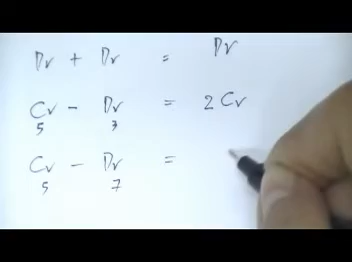 Dr + Dr = Dr
Cr - Dr = 2 Cr
5 3
Cr - Dr =
5 7